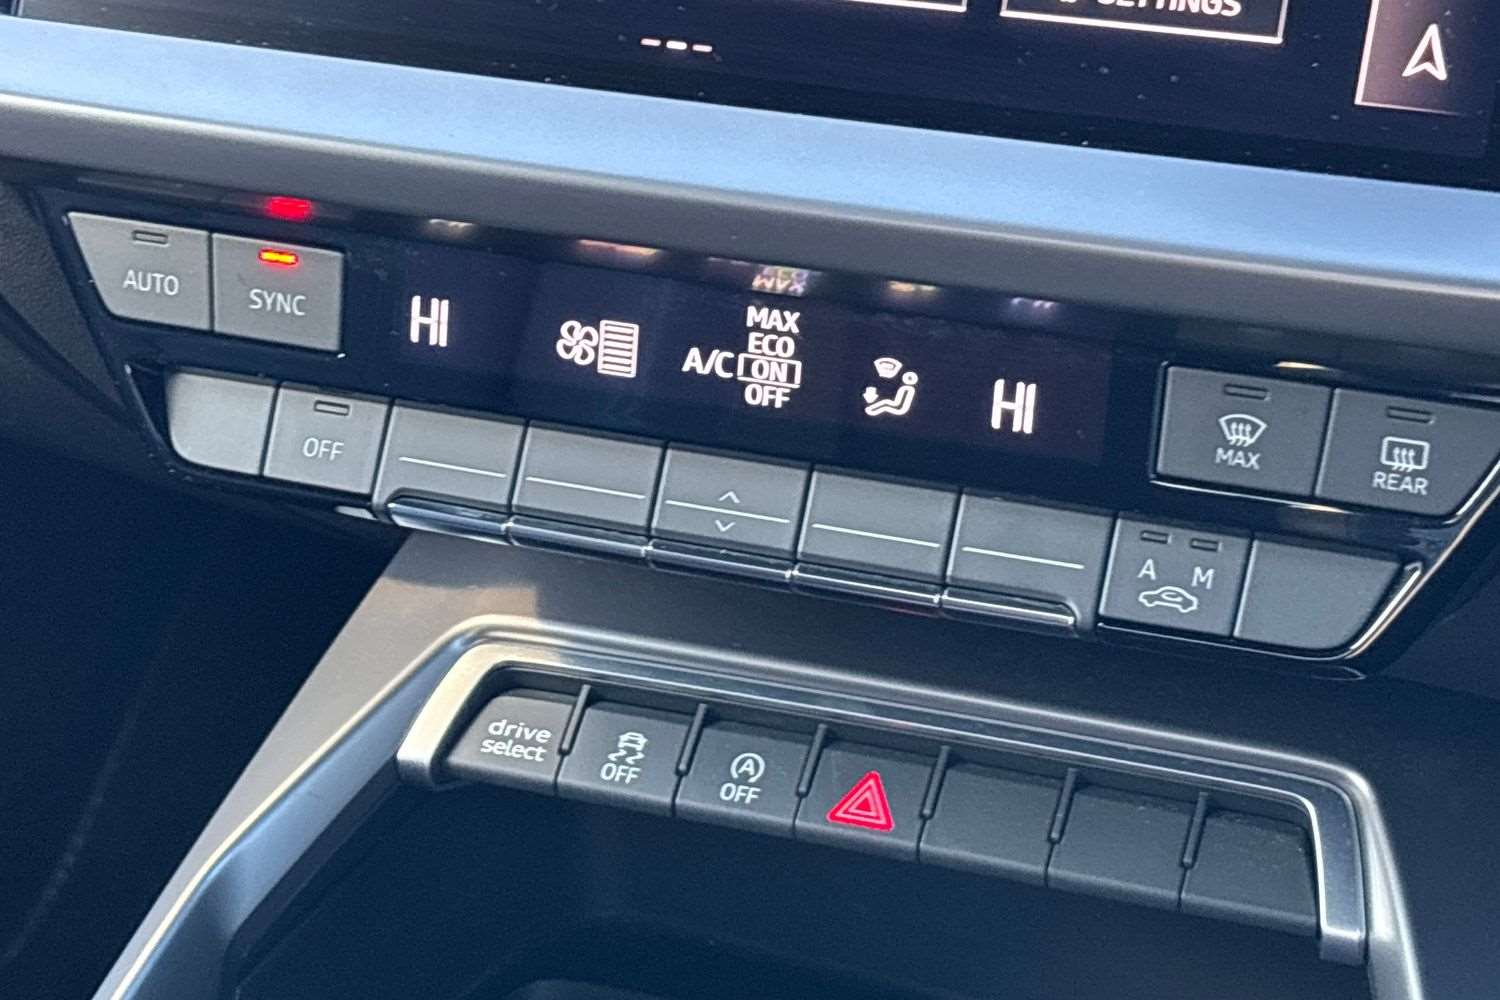 SETTINGS
AUTO
SYNC
HI
A/C
MAX
ECO
ON
OFF
HI
MAX
REAR
OFF
A M
drive
select
OFF
A
OFF